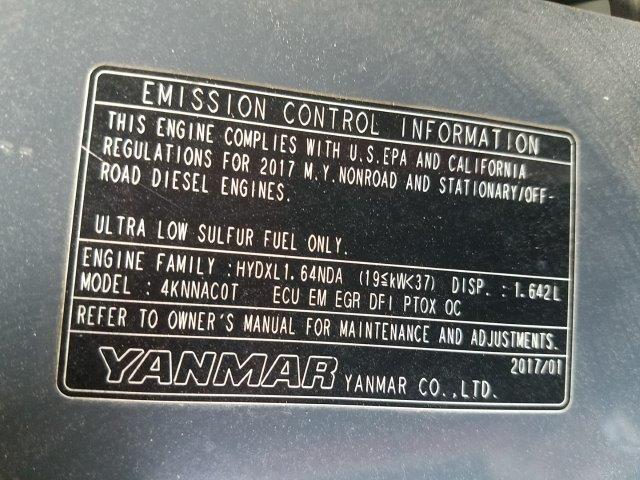 EMISSION CONTROL INFORMATION
THIS ENGINE COMPLIES WITH U.S.EPA AND CALIFORNIA
REGULATIONS FOR 2017 M.Y.NONROAD AND STATIONARY/OFF-
ROAD DIESEL ENGINES.
ULTRA LOW SULFUR FUEL ONLY.
ENGINE FAMILY :HYDXL1.64NDA (19≦kW<37) DISP. :1.642L
MODEL : 4KNNAC0T ECU EM EGR DFI PTOX OC
REFER TO OWNER'S MANUAL FOR MAINTENANCE AND ADJUSTMENTS.
2017/01
YANMAR YANMAR CO.,LTD.